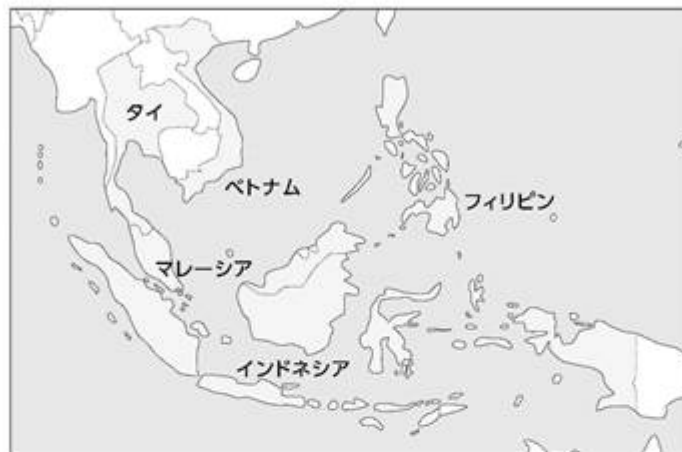 タイ
ベトナム
フィリピン
マレーシア
インドネシア